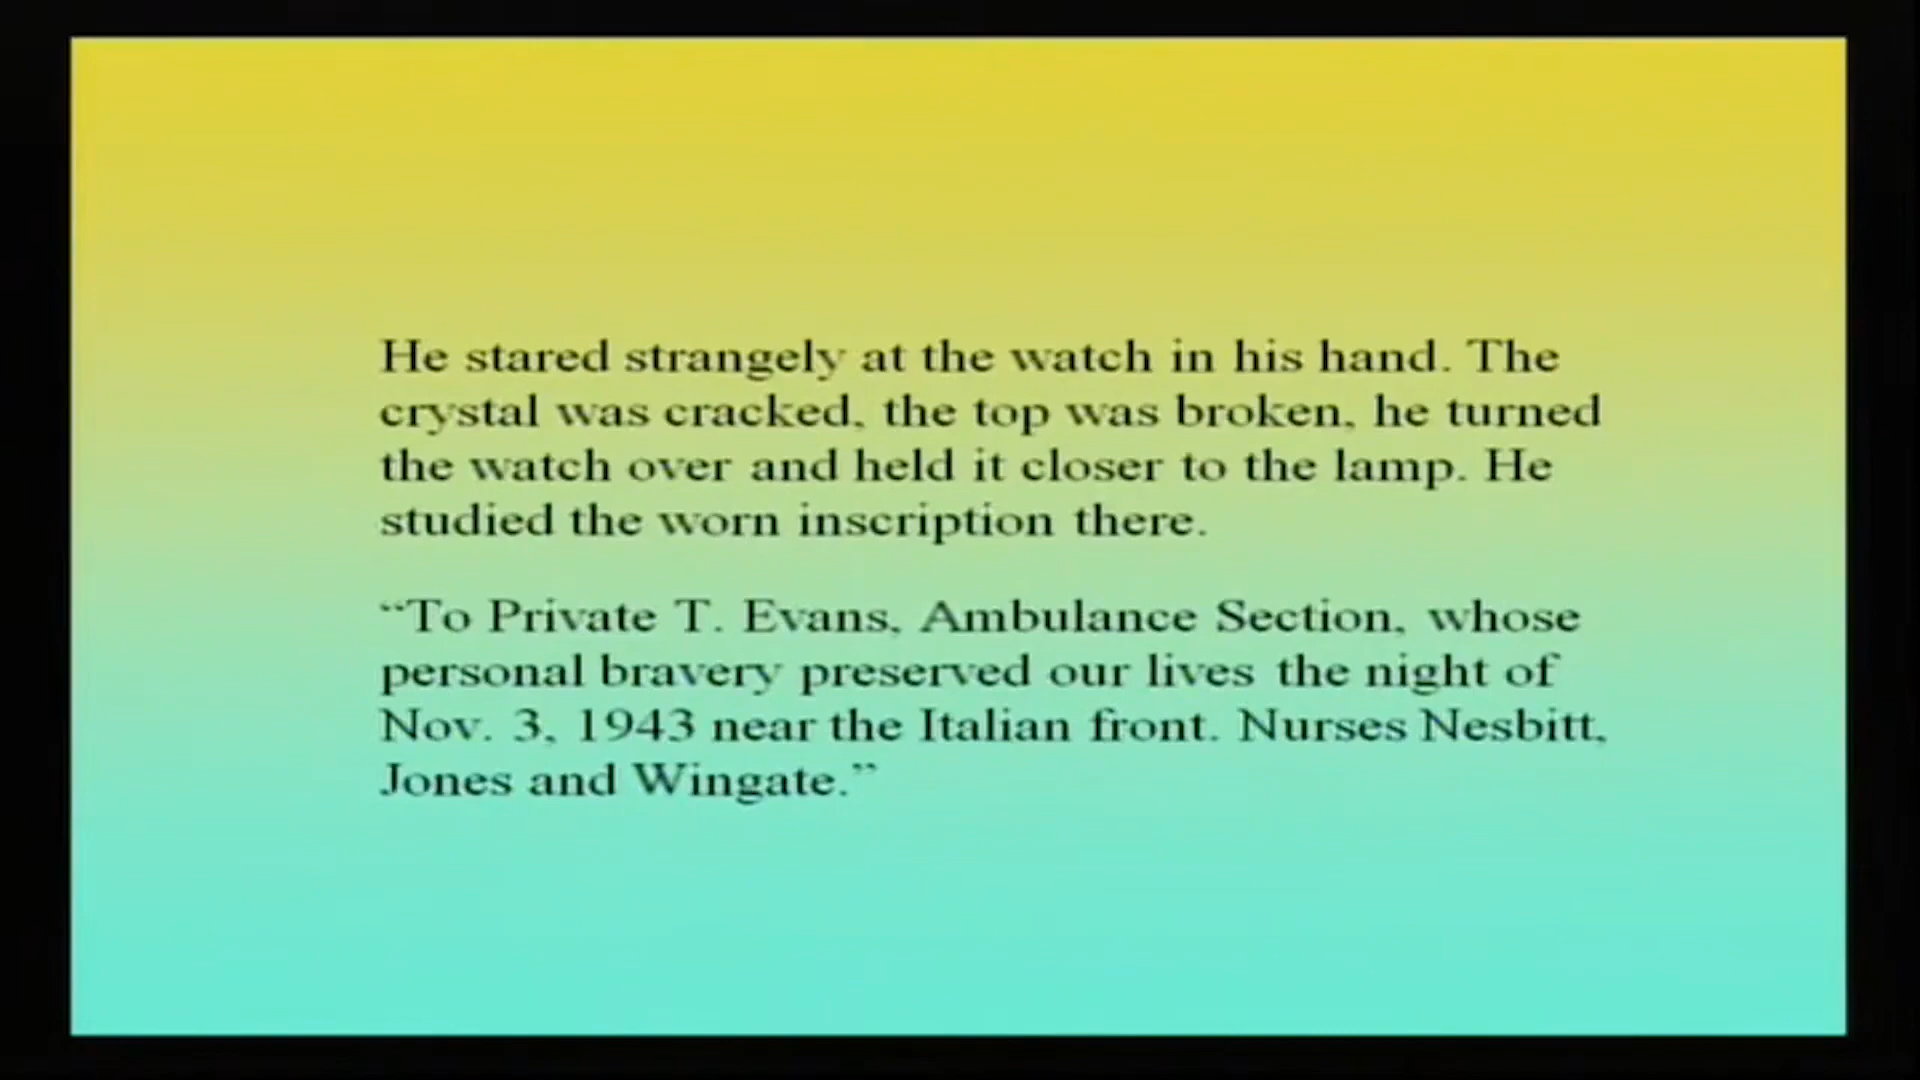 He stared strangely at the watch in his hand. The
crystal was cracked, the top was broken, he turned
the watch over and held it closer to the lamp. He
studied the worn inscription there.
“To Private T. Evans, Ambulance Section, whose
personal bravery preserved our lives the night of
Nov. 3, 1943 near the Italian front. Nurses Nesbitt,
Jones and Wingate.”